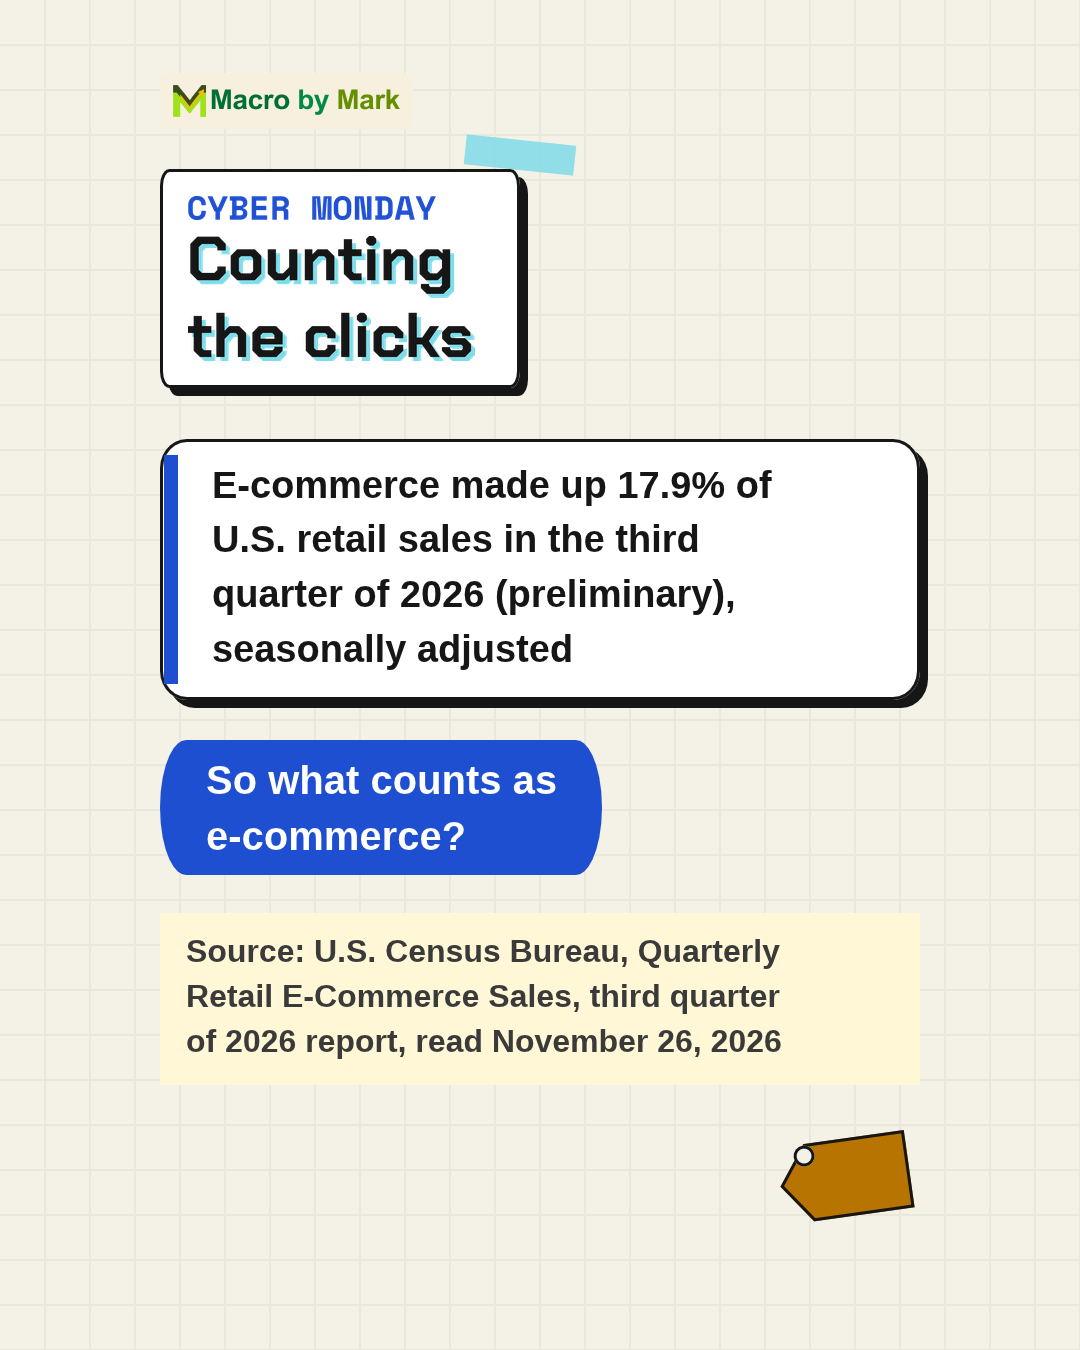 Macro by Mark
CYBER MONDAY
Counting
the clicks
E-commerce made up 17.9% of
U.S. retail sales in the third
quarter of 2026 (preliminary),
seasonally adjusted
So what counts as
e-commerce?
Source: U.S. Census Bureau, Quarterly
Retail E-Commerce Sales, third quarter
of 2026 report, read November 26, 2026